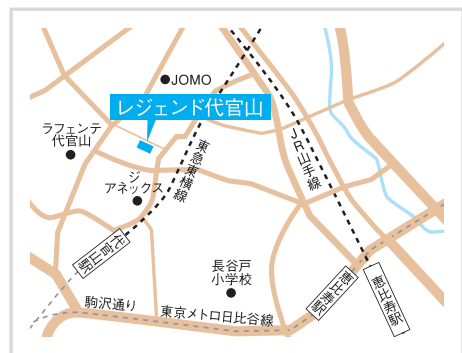 JOMO
レジェンド代官山
ラフェンテ
代官山
東急東横線
JR山手線
ジ
アネックス
代官山駅
長谷戸
小学校
恵比寿駅
恵比寿駅
駒沢通り
東京メトロ日比谷線